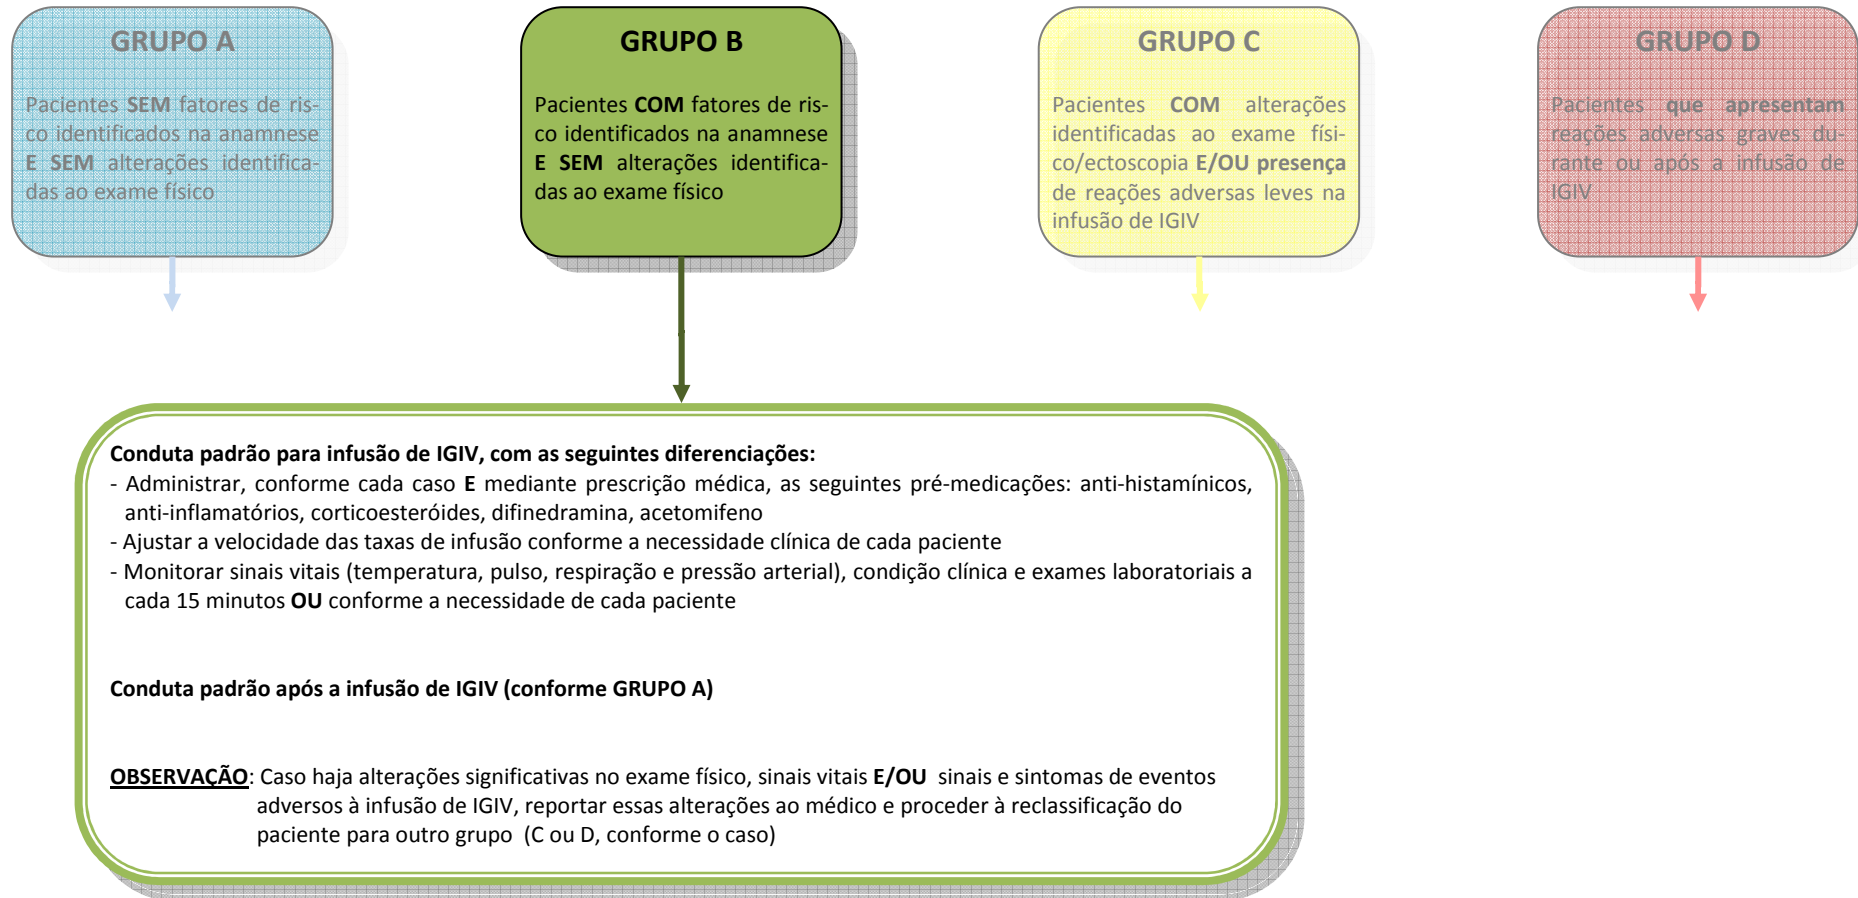 GRUPO A
Pacientes SEM fatores de ris-
co identificados na anamnese
E SEM alterações identifica-
das ao exame físico
GRUPO B
Pacientes COM fatores de ris-
co identificados na anamnese
E SEM alterações identifica-
das ao exame físico
GRUPO C
Pacientes COM alterações
identificadas ao exame físi-
co/ectoscopia E/OU presença
de reações adversas leves na
infusão de IGIV
GRUPO D
Pacientes que apresentam
reações adversas graves du-
rante ou após a infusão de
IGIV
Conduta padrão para infusão de IGIV, com as seguintes diferenciações:
- Administrar, conforme cada caso E mediante prescrição médica, as seguintes pré-medicações: anti-histamínicos,
anti-inflamatórios, corticoesteróides, difinedramina, acetomifeno
- Ajustar a velocidade das taxas de infusão conforme a necessidade clínica de cada paciente
- Monitorar sinais vitais (temperatura, pulso, respiração e pressão arterial), condição clínica e exames laboratoriais a
cada 15 minutos OU conforme a necessidade de cada paciente
Conduta padrão após a infusão de IGIV (conforme GRUPO A)
OBSERVAÇÃO: Caso haja alterações significativas no exame físico, sinais vitais E/OU sinais e sintomas de eventos
adversos à infusão de IGIV, reportar essas alterações ao médico e proceder à reclassificação do
paciente para outro grupo (C ou D, conforme o caso)